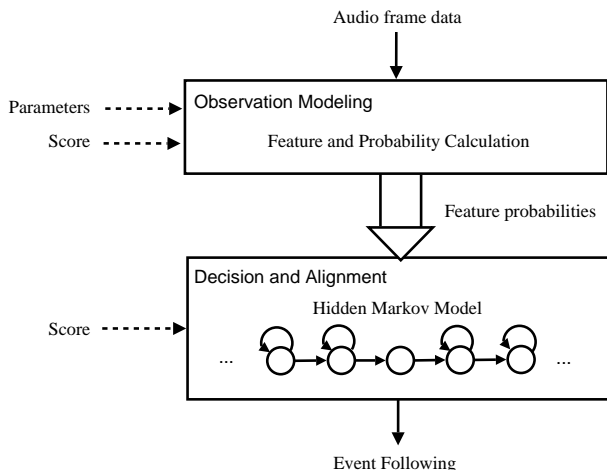 Audio frame data
Parameters
Observation Modeling
Score
Feature and Probability Calculation
Feature probabilities
Decision and Alignment
Hidden Markov Model
Score
... ...
Event Following